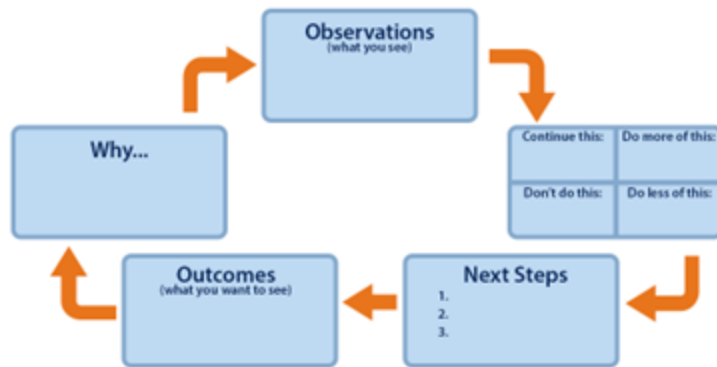 Observations
(what you see)
Continue this:
Do more of this:
Don't do this:
Do less of this:
Next Steps
1.
2.
3.
Outcomes
(what you want to see)
Why...